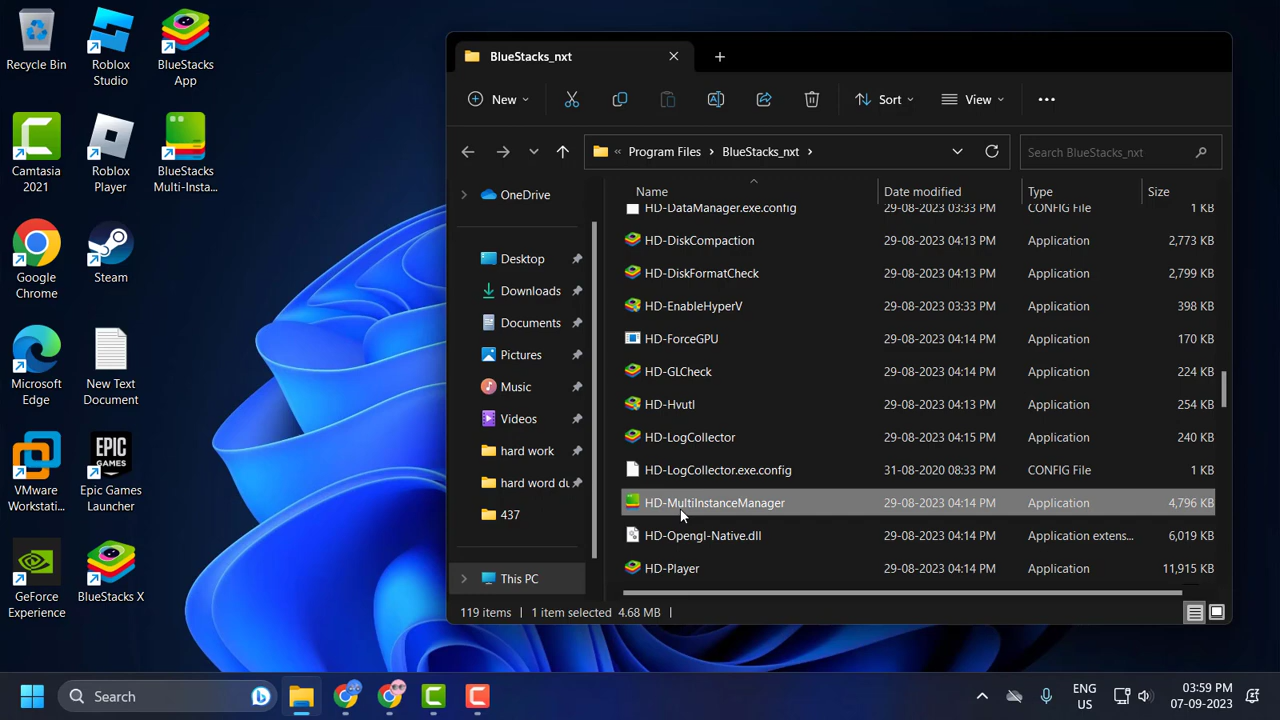 Recycle Bin
Roblox Studio
BlueStacks App
Camtasia 2021
Roblox Player
BlueStacks Multi-Insta...
Google Chrome
Steam
Microsoft Edge
New Text Document
VMware Workstati...
EPIC GAMES
Epic Games Launcher
GeForce Experience
BlueStacks X
BlueStacks_nxt
New
Sort
View
« Program Files > BlueStacks_nxt >
Search BlueStacks_nxt
OneDrive
Desktop
Downloads
Documents
Pictures
Music
Videos
hard work
hard word du
437
This PC
Name Date modified Type Size
HD-DataManager.exe.config 29-08-2023 03:33 PM CONFIG File 1 KB
HD-DiskCompaction 29-08-2023 04:13 PM Application 2,773 KB
HD-DiskFormatCheck 29-08-2023 04:13 PM Application 2,799 KB
HD-EnableHyperV 29-08-2023 03:33 PM Application 398 KB
HD-ForceGPU 29-08-2023 04:13 PM Application 170 KB
HD-GLCheck 29-08-2023 04:13 PM Application 224 KB
HD-Hvutl 29-08-2023 04:13 PM Application 254 KB
HD-LogCollector 29-08-2023 04:15 PM Application 240 KB
HD-LogCollector.exe.config 31-08-2020 08:33 PM CONFIG File 1 KB
HD-MultiInstanceManager 29-08-2023 04:14 PM Application 4,796 KB
HD-Opengl-Native.dll 29-08-2023 04:14 PM Application extens... 6,019 KB
HD-Player 29-08-2023 04:14 PM Application 11,915 KB
119 items 1 item selected 4.68 MB
Search
ENG US
03:59 PM
07-09-2023